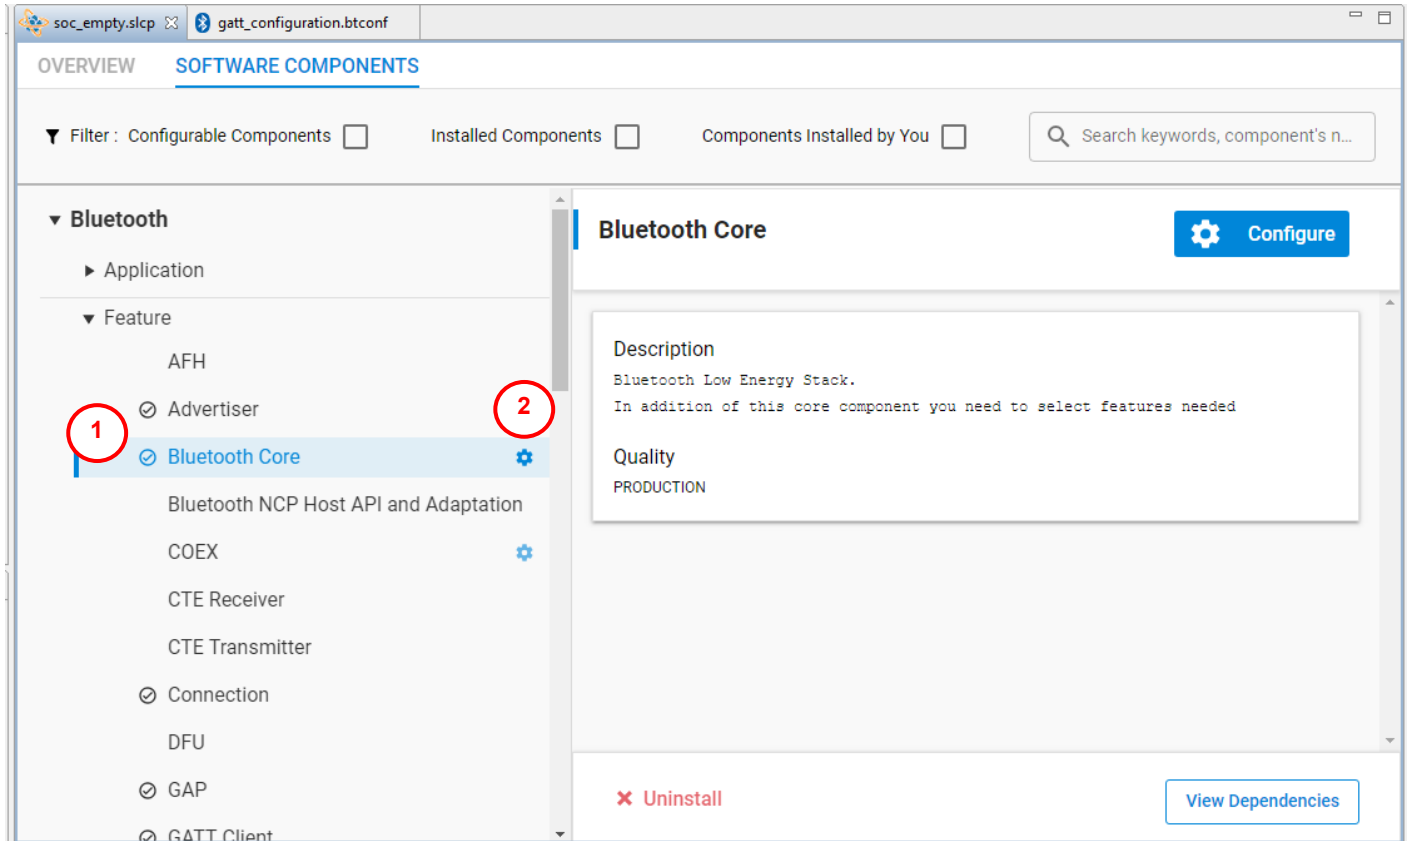 soc_empty.slcp
gatt_configuration.btconf
OVERVIEW
SOFTWARE COMPONENTS
Filter : Configurable Components
Installed Components
Components Installed by You
Search keywords, component's n...
Bluetooth
Application
Feature
AFH
Advertiser
1
2
Bluetooth Core
Bluetooth NCP Host API and Adaptation
COEX
CTE Receiver
CTE Transmitter
Connection
DFU
GAP
GATT Client
Bluetooth Core
Configure
Description
Bluetooth Low Energy Stack.
In addition of this core component you need to select features needed
Quality
PRODUCTION
Uninstall
View Dependencies